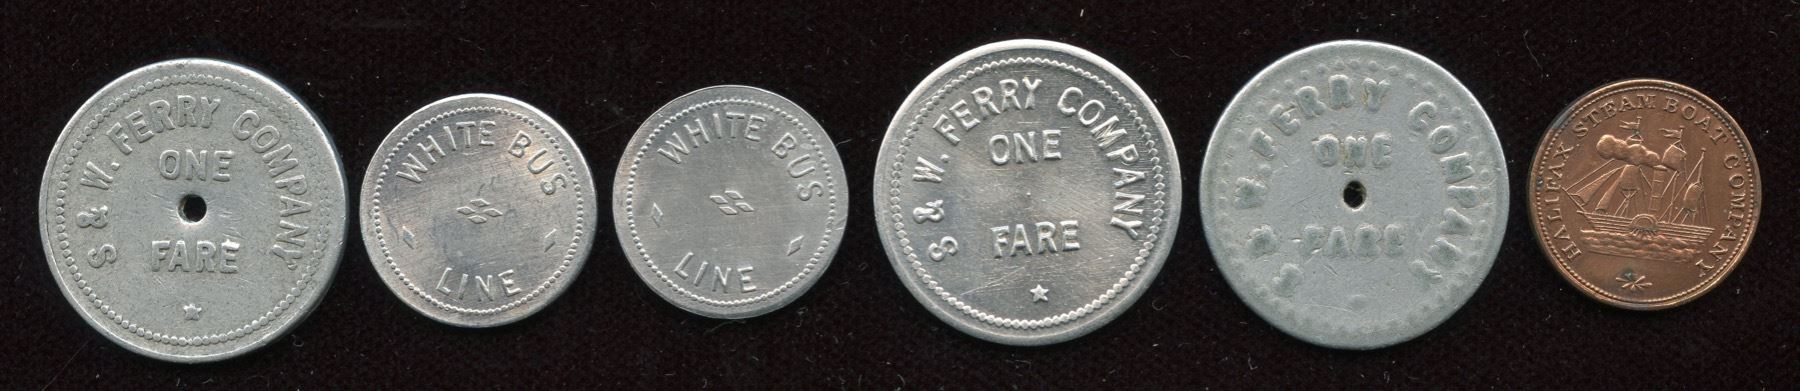 S & W. FERRY COMPANY
ONE
FARE
WHITE BUS
LINE
WHITE BUS
LINE
S & W. FERRY COMPANY
ONE
FARE
S & W. FERRY COMPANY
ONE
FARE
HALIFAX STEAM BOAT COMPANY